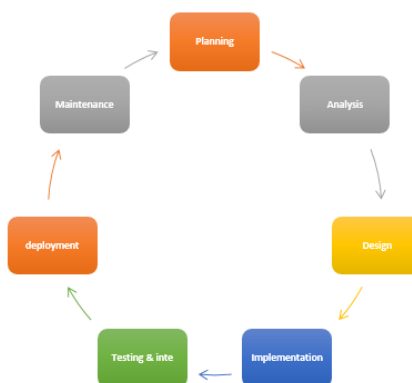 Planning
Analysis
Design
Implementation
Testing & inte
deployment
Maintenance